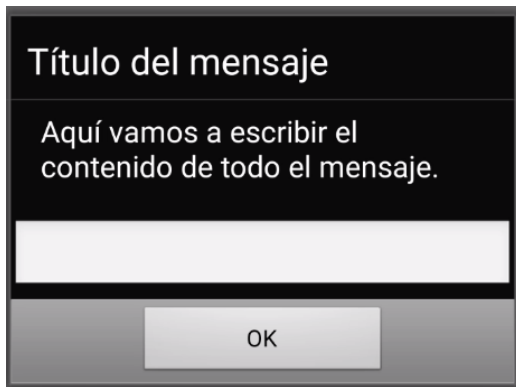 Título del mensaje
Aquí vamos a escribir el
contenido de todo el mensaje.
OK